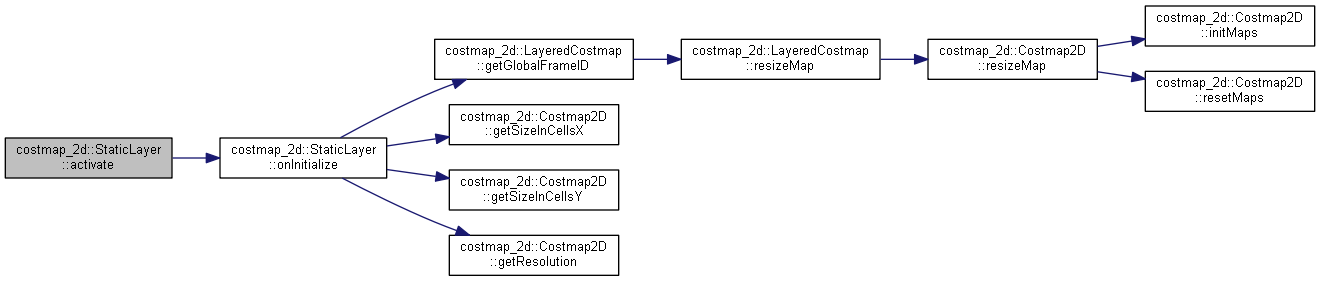 costmap_2d::StaticLayer
::activate
costmap_2d::StaticLayer
::onInitialize
costmap_2d::LayeredCostmap
::getGlobalFrameID
costmap_2d::Costmap2D
::getSizeInCellsX
costmap_2d::Costmap2D
::getSizeInCellsY
costmap_2d::Costmap2D
::getResolution
costmap_2d::LayeredCostmap
::resizeMap
costmap_2d::Costmap2D
::resizeMap
costmap_2d::Costmap2D
::initMaps
costmap_2d::Costmap2D
::resetMaps